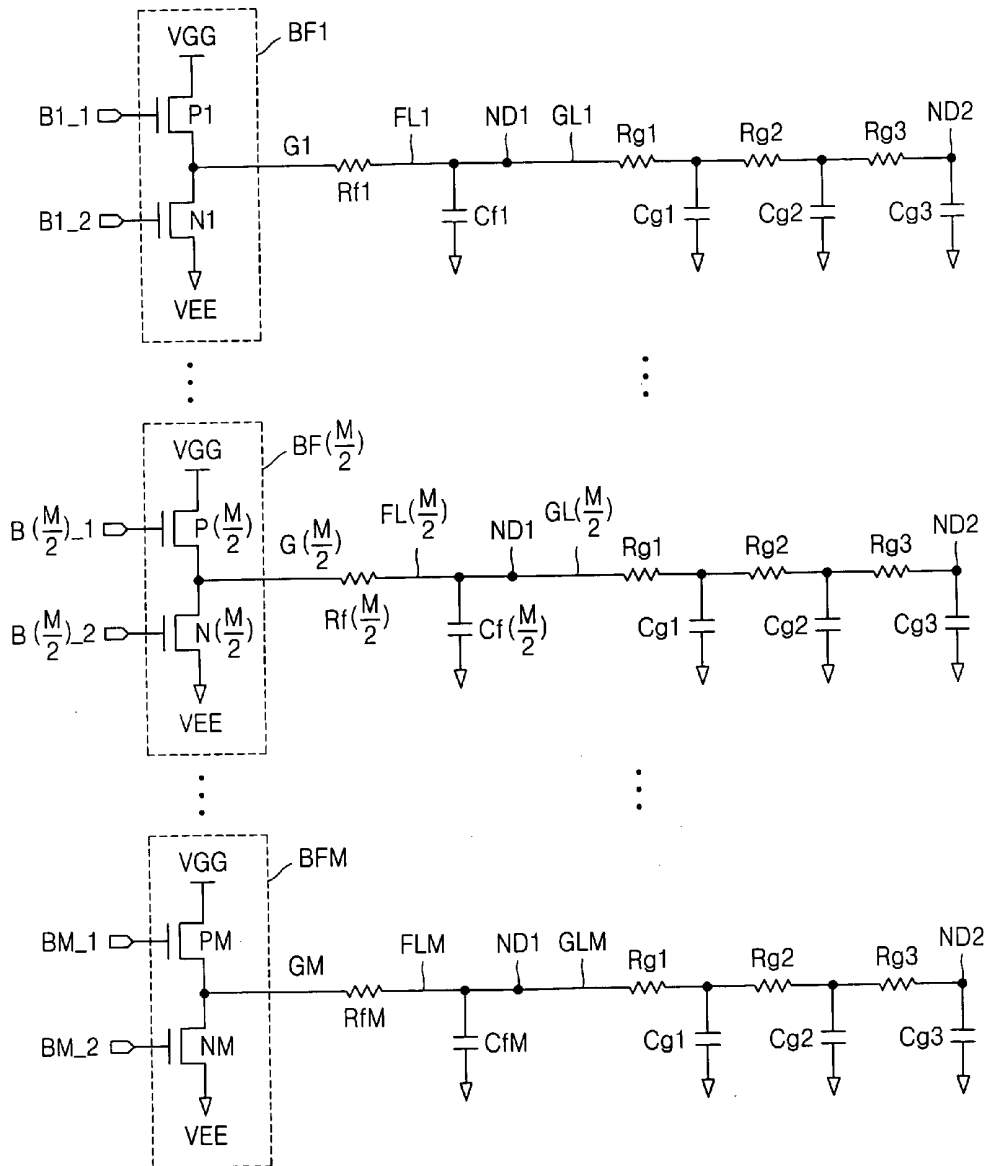 VGG
BF1
B1_1
P1
G1
FL1
ND1
GL1
Rg1
Rg2
Rg3
ND2
Rf1
B1_2
N1
Cf1
Cg1
Cg2
Cg3
VEE
VGG
BF(M/2)
B(M/2)_1
P(M/2)
G(M/2)
FL(M/2)
ND1
GL(M/2)
Rg1
Rg2
Rg3
ND2
Rf(M/2)
B(M/2)_2
N(M/2)
Cf(M/2)
Cg1
Cg2
Cg3
VEE
VGG
BFM
BM_1
PM
GM
FLM
ND1
GLM
Rg1
Rg2
Rg3
ND2
RfM
BM_2
NM
CfM
Cg1
Cg2
Cg3
VEE